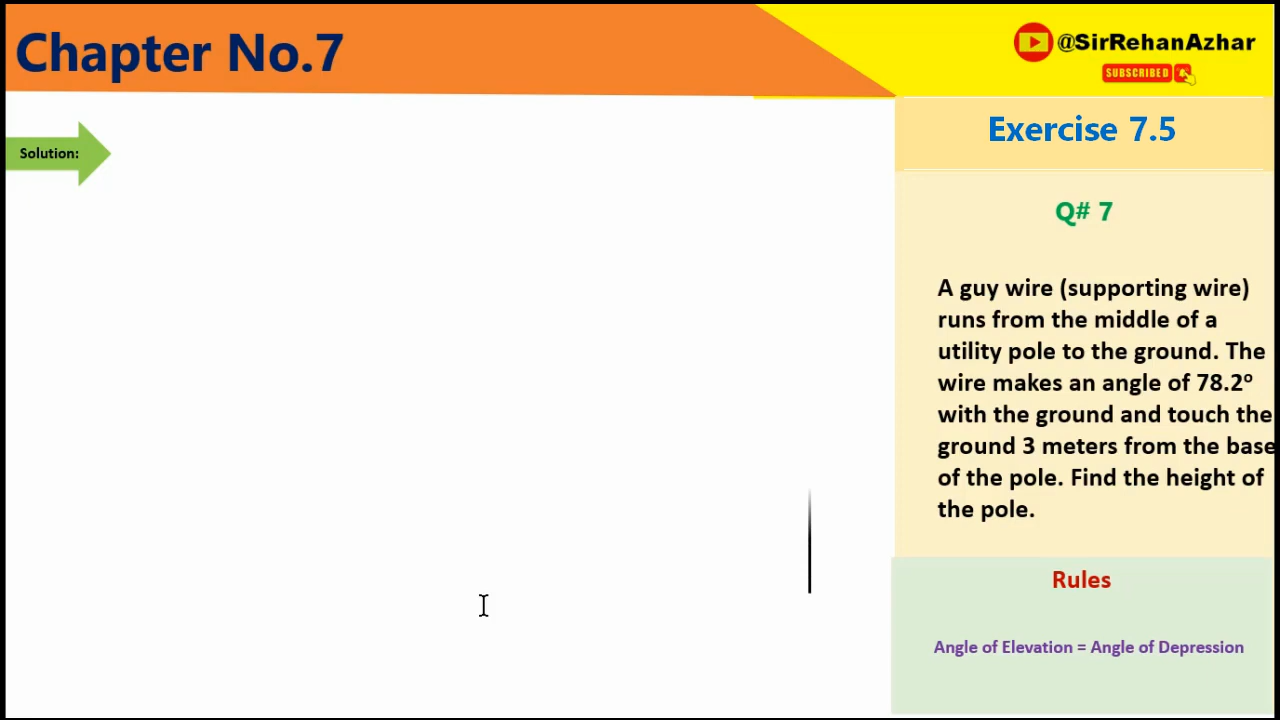 Chapter No.7
@SirRehanAzhar
SUBSCRIBED
Solution:
Exercise 7.5
Q# 7
A guy wire (supporting wire)
runs from the middle of a
utility pole to the ground. The
wire makes an angle of 78.2º
with the ground and touch the
ground 3 meters from the base
of the pole. Find the height of
the pole.
Rules
Angle of Elevation = Angle of Depression